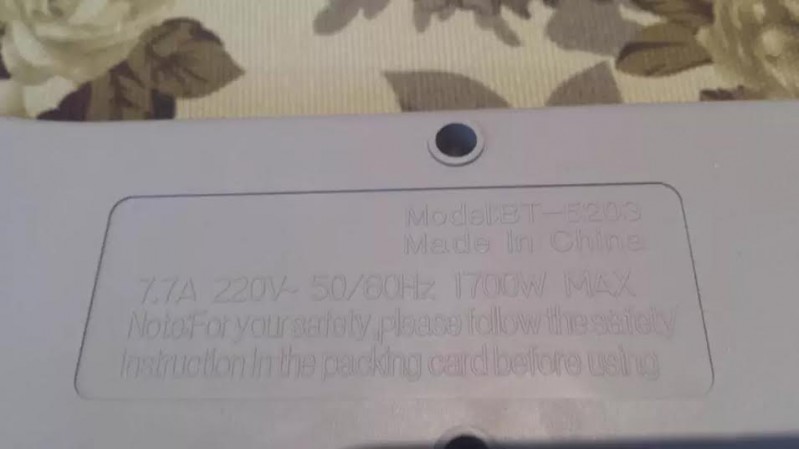 Model:BT-5203
Made In China
7.7A 220V~ 50/60Hz 1700W MAX
Note:For your safety,please follow the safety
Instruction In the packing card before using